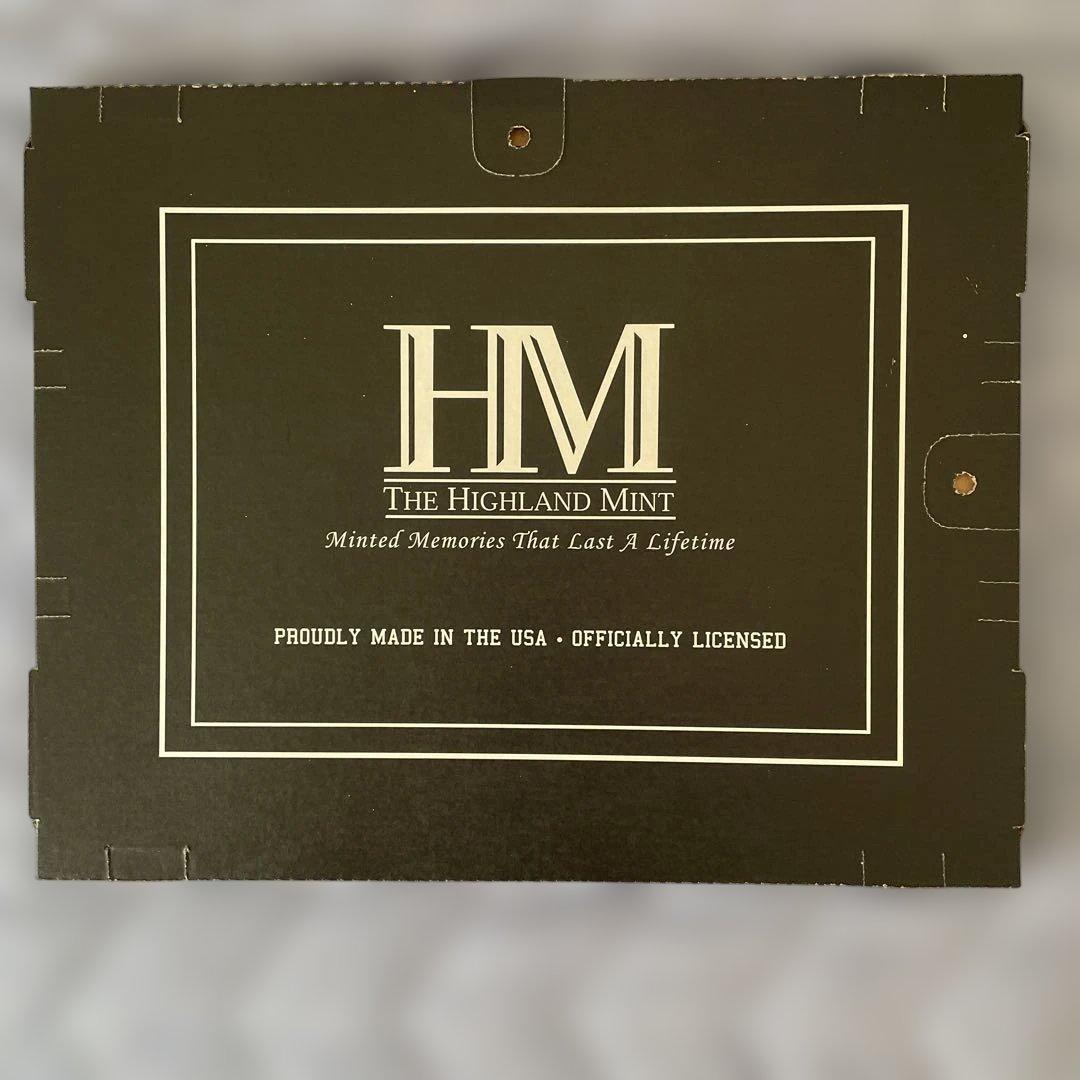 HM
THE HIGHLAND MINT
Minted Memories That Last A Lifetime
PROUDLY MADE IN THE USA • OFFICIALLY LICENSED